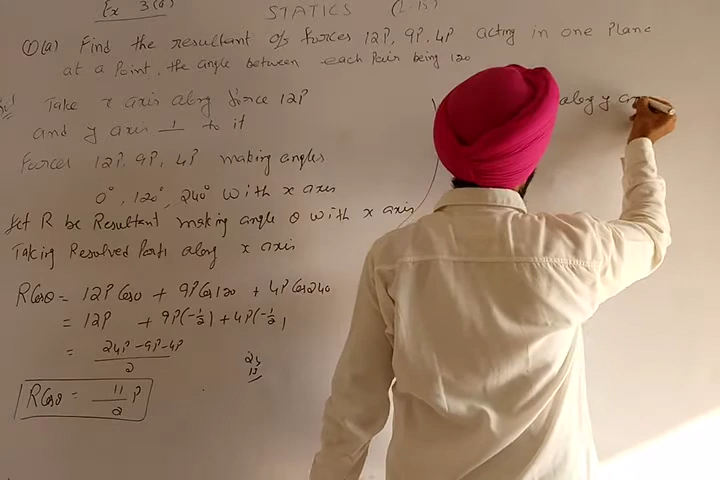 Ex 3(a)
STATICS (L-15)
① (a) Find the resultant of forces 12P, 9P, 4P acting in one Plane
at a Point, the angle between each Pair being 120
Take x axis along force 12P
and y axis ⊥ to it
Forces 12P, 9P, 4P making angles
0°, 120°, 240° with x axis
Let R be Resultant making angle θ with x axis
Taking Resolved Parts along x axis
RCosθ = 12P Cos0 + 9P Cos120 + 4P Cos240
= 12P + 9P(-1/2) + 4P(-1/2)
= 24P-9P-4P / 2
24
13
RCosθ = 11/2 P
along y